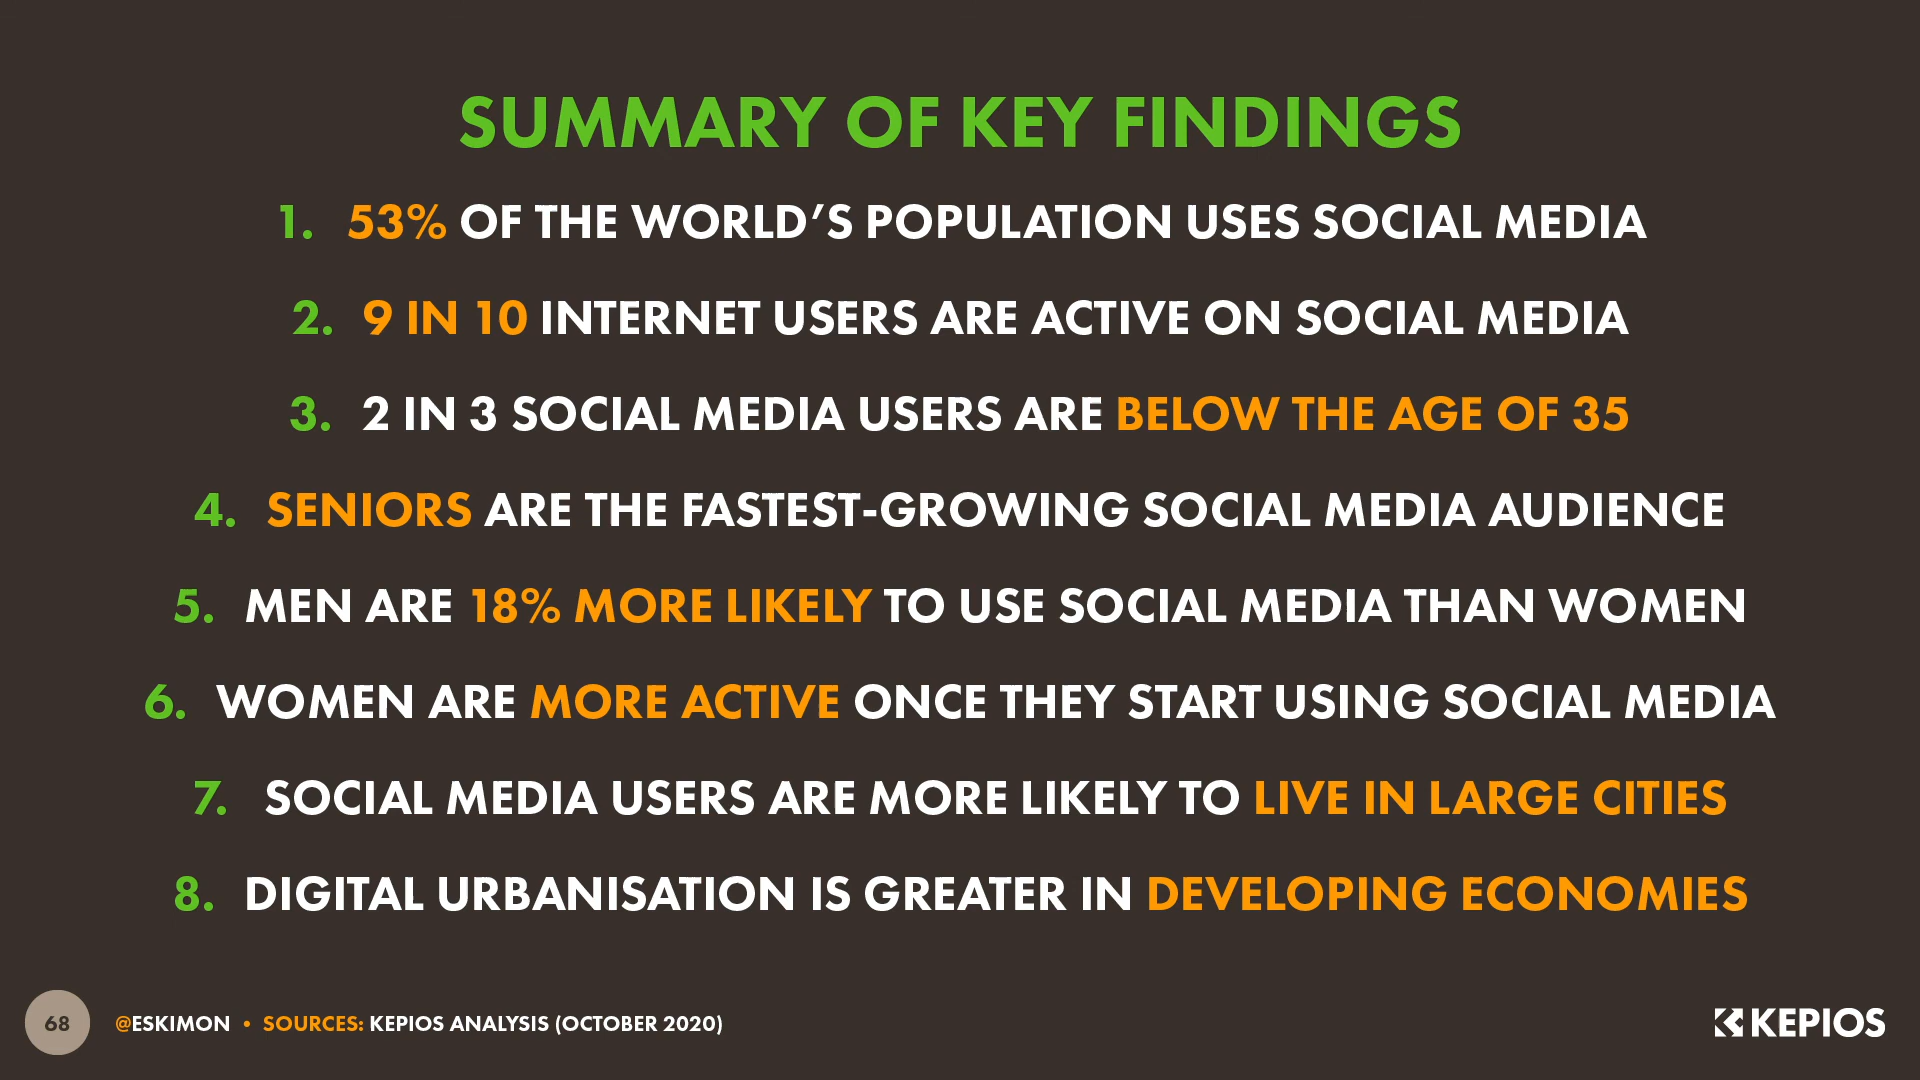 SUMMARY OF KEY FINDINGS
1. 53% OF THE WORLD’S POPULATION USES SOCIAL MEDIA
2. 9 IN 10 INTERNET USERS ARE ACTIVE ON SOCIAL MEDIA
3. 2 IN 3 SOCIAL MEDIA USERS ARE BELOW THE AGE OF 35
4. SENIORS ARE THE FASTEST-GROWING SOCIAL MEDIA AUDIENCE
5. MEN ARE 18% MORE LIKELY TO USE SOCIAL MEDIA THAN WOMEN
6. WOMEN ARE MORE ACTIVE ONCE THEY START USING SOCIAL MEDIA
7. SOCIAL MEDIA USERS ARE MORE LIKELY TO LIVE IN LARGE CITIES
8. DIGITAL URBANISATION IS GREATER IN DEVELOPING ECONOMIES
68 @ESKIMON • SOURCES: KEPIOS ANALYSIS (OCTOBER 2020)
KEPIOS